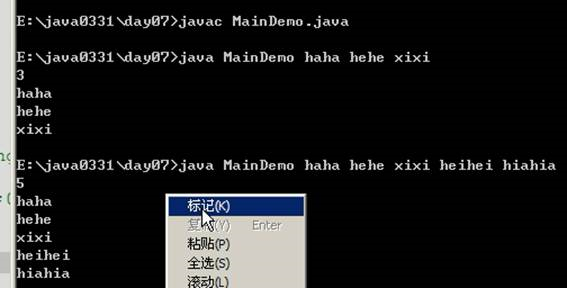 E:\java0331\day07>javac MainDemo.java
E:\java0331\day07>java MainDemo haha hehe xixi
3
haha
hehe
xixi
E:\java0331\day07>java MainDemo haha hehe xixi heihei hiahia
5
haha
hehe
xixi
heihei
hiahia
标记(K)
复制(Y) Enter
粘贴(P)
全选(S)
滚动(L)